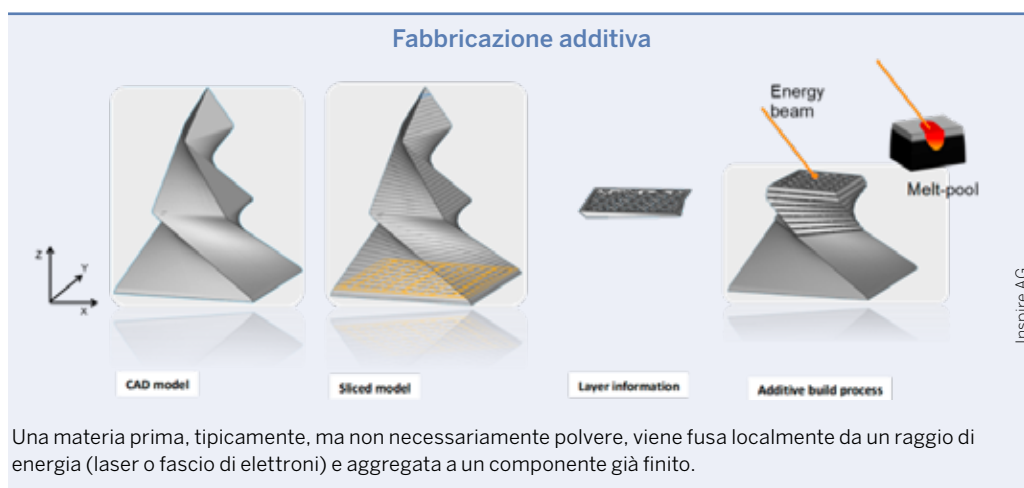 Fabbricazione additiva
Energy
beam
Melt-pool
Z
Y
X
Inspire AG
CAD model
Sliced model
Layer information
Additive build process
Una materia prima, tipicamente, ma non necessariamente polvere, viene fusa localmente da un raggio di
energia (laser o fascio di elettroni) e aggregata a un componente già finito.